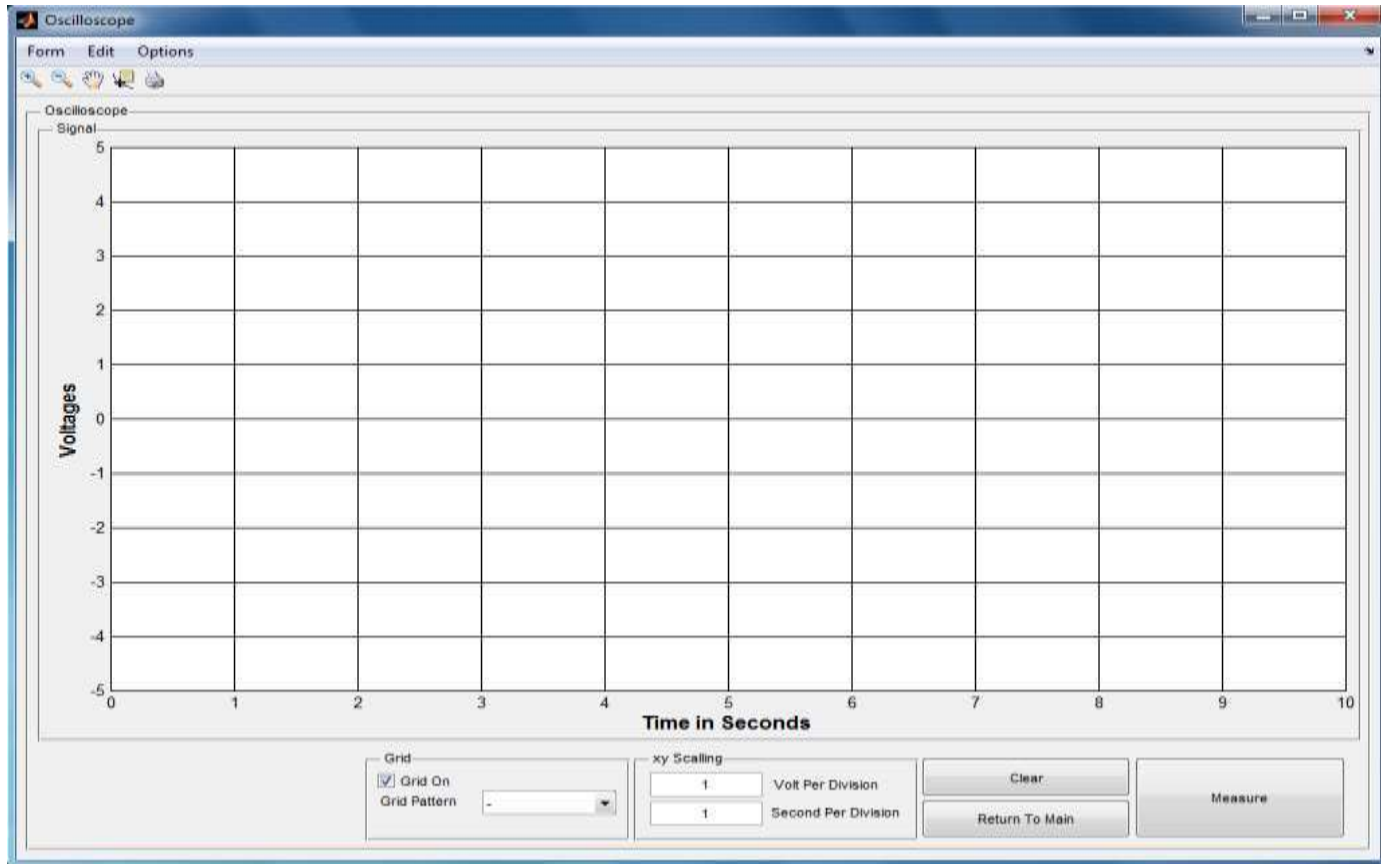 Oscilloscope
Form Edit Options
Oscilloscope
Signal
5
4
3
2
1
0
-1
-2
-3
-4
-5
Voltages
0 1 2 3 4 5 6 7 8 9 10
Time in Seconds
Grid
Grid On
Grid Pattern -
xy Scalling
1 Volt Per Division
1 Second Per Division
Clear
Return To Main
Measure